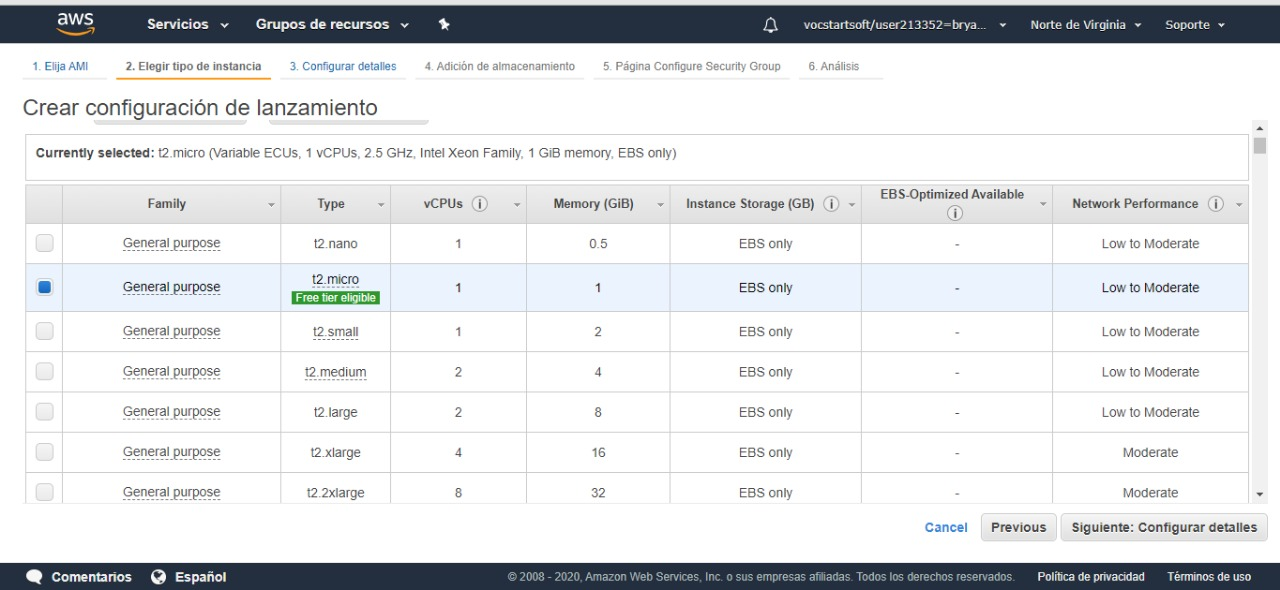 aws Servicios Grupos de recursos vocstartsoft/user213352=brya... Norte de Virginia Soporte
1. Elija AMI 2. Elegir tipo de instancia 3. Configurar detalles 4. Adición de almacenamiento 5. Página Configure Security Group 6. Análisis
Crear configuración de lanzamiento
Currently selected: t2.micro (Variable ECUs, 1 vCPUs, 2.5 GHz, Intel Xeon Family, 1 GiB memory, EBS only)
Family Type vCPUs i Memory (GiB) Instance Storage (GB) i EBS-Optimized Available i Network Performance i
General purpose t2.nano 1 0.5 EBS only - Low to Moderate
General purpose t2.micro Free tier eligible 1 1 EBS only - Low to Moderate
General purpose t2.small 1 2 EBS only - Low to Moderate
General purpose t2.medium 2 4 EBS only - Low to Moderate
General purpose t2.large 2 8 EBS only - Low to Moderate
General purpose t2.xlarge 4 16 EBS only - Moderate
General purpose t2.2xlarge 8 32 EBS only - Moderate
Cancel Previous Siguiente: Configurar detalles
Comentarios Español © 2008 - 2020, Amazon Web Services, Inc. o sus empresas afiliadas. Todos los derechos reservados. Política de privacidad Términos de uso